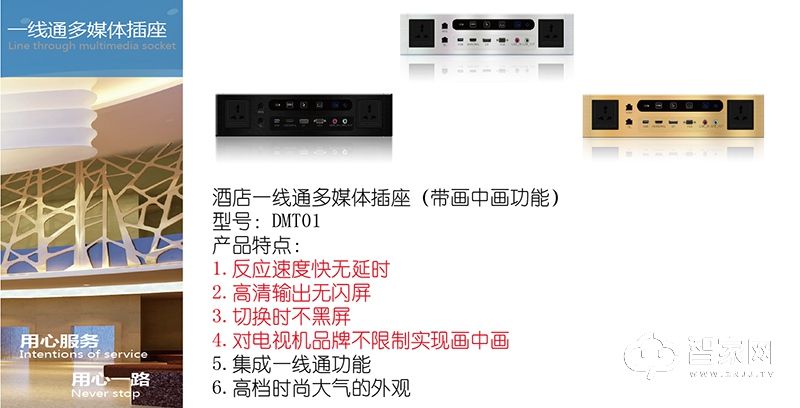 一线通多媒体插座
Line through multimedia socket
用心服务
Intentions of service
用心一路
Never stop
酒店一线通多媒体插座（带画中画功能）
型号：DMT01
产品特点：
1.反应速度快无延时
2.高清输出无闪屏
3.切换时不黑屏
4.对电视机品牌不限制实现画中画
5.集成一线通功能
6.高档时尚大气的外观
智家网
WWW.ZNJJ.TV